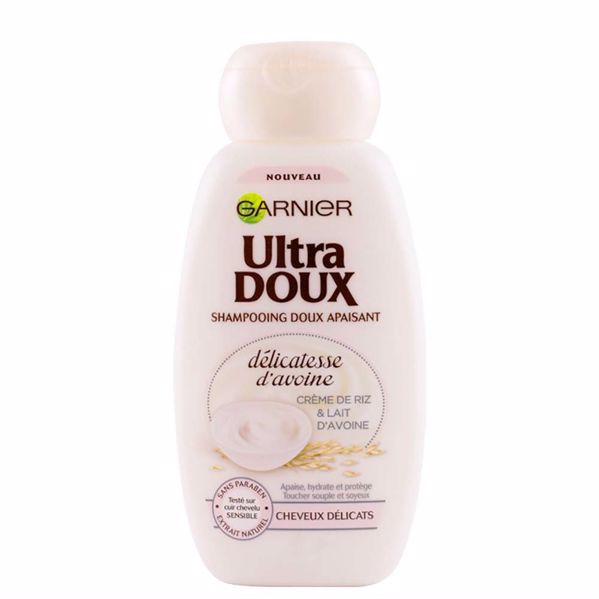 NOUVEAU
GARNIER
Ultra
DOUX
SHAMPOOING DOUX APAISANT
délicatesse
d'avoine
CRÈME DE RIZ
& LAIT
D'AVOINE
Apaise, hydrate et protège
Toucher souple et soyeux
SANS PARABEN
Testé sur
cuir chevelu
SENSIBLE
EXTRAIT NATUREL
CHEVEUX DÉLICATS